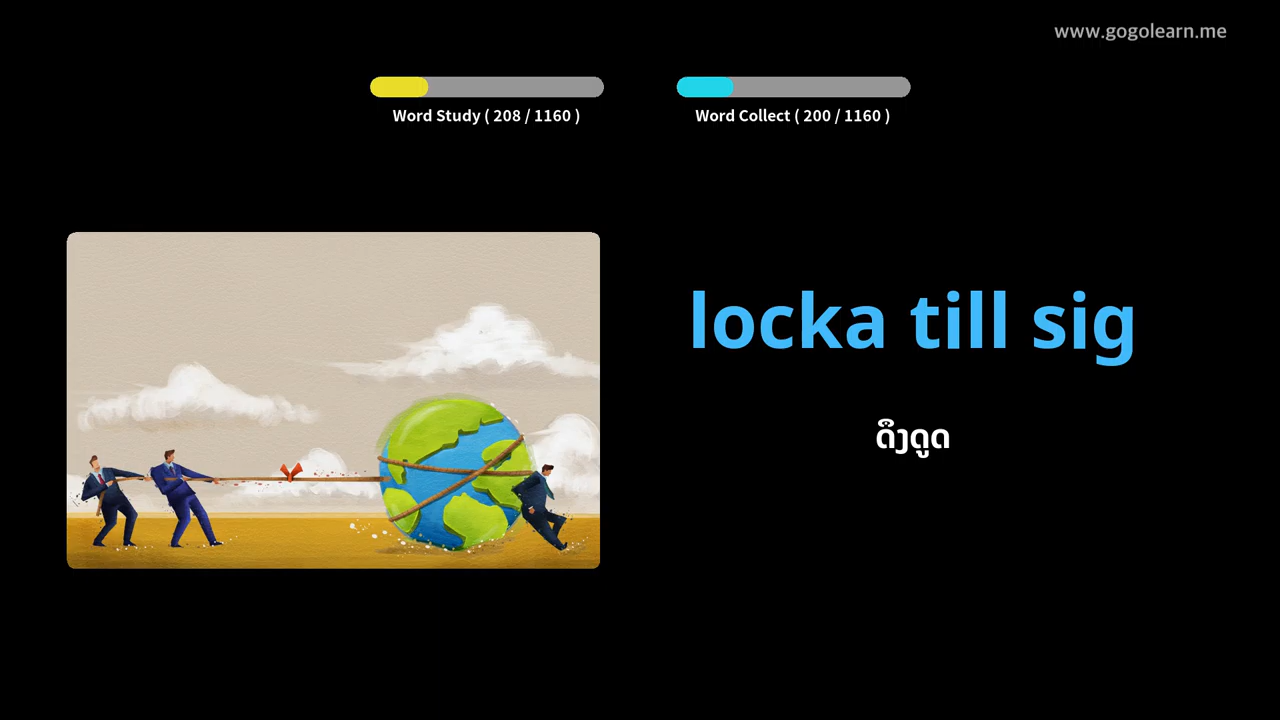 www.gogolearn.me
Word Study ( 208 / 1160 )
Word Collect ( 200 / 1160 )
locka till sig
ດຶງດູດ